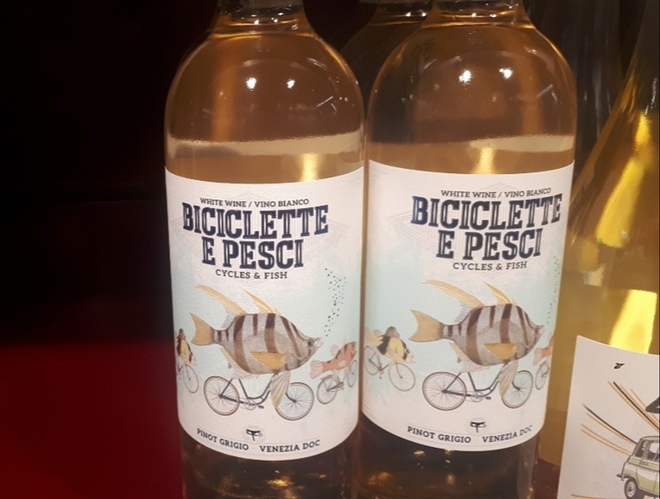 WHITE WINE / VINO BIANCO
BICICLETTE
E PESCI
CYCLES & FISH
PINOT GRIGIO VENEZIA DOC
WHITE WINE / VINO BIANCO
BICICLETTE
E PESCI
CYCLES & FISH
PINOT GRIGIO VENEZIA DOC